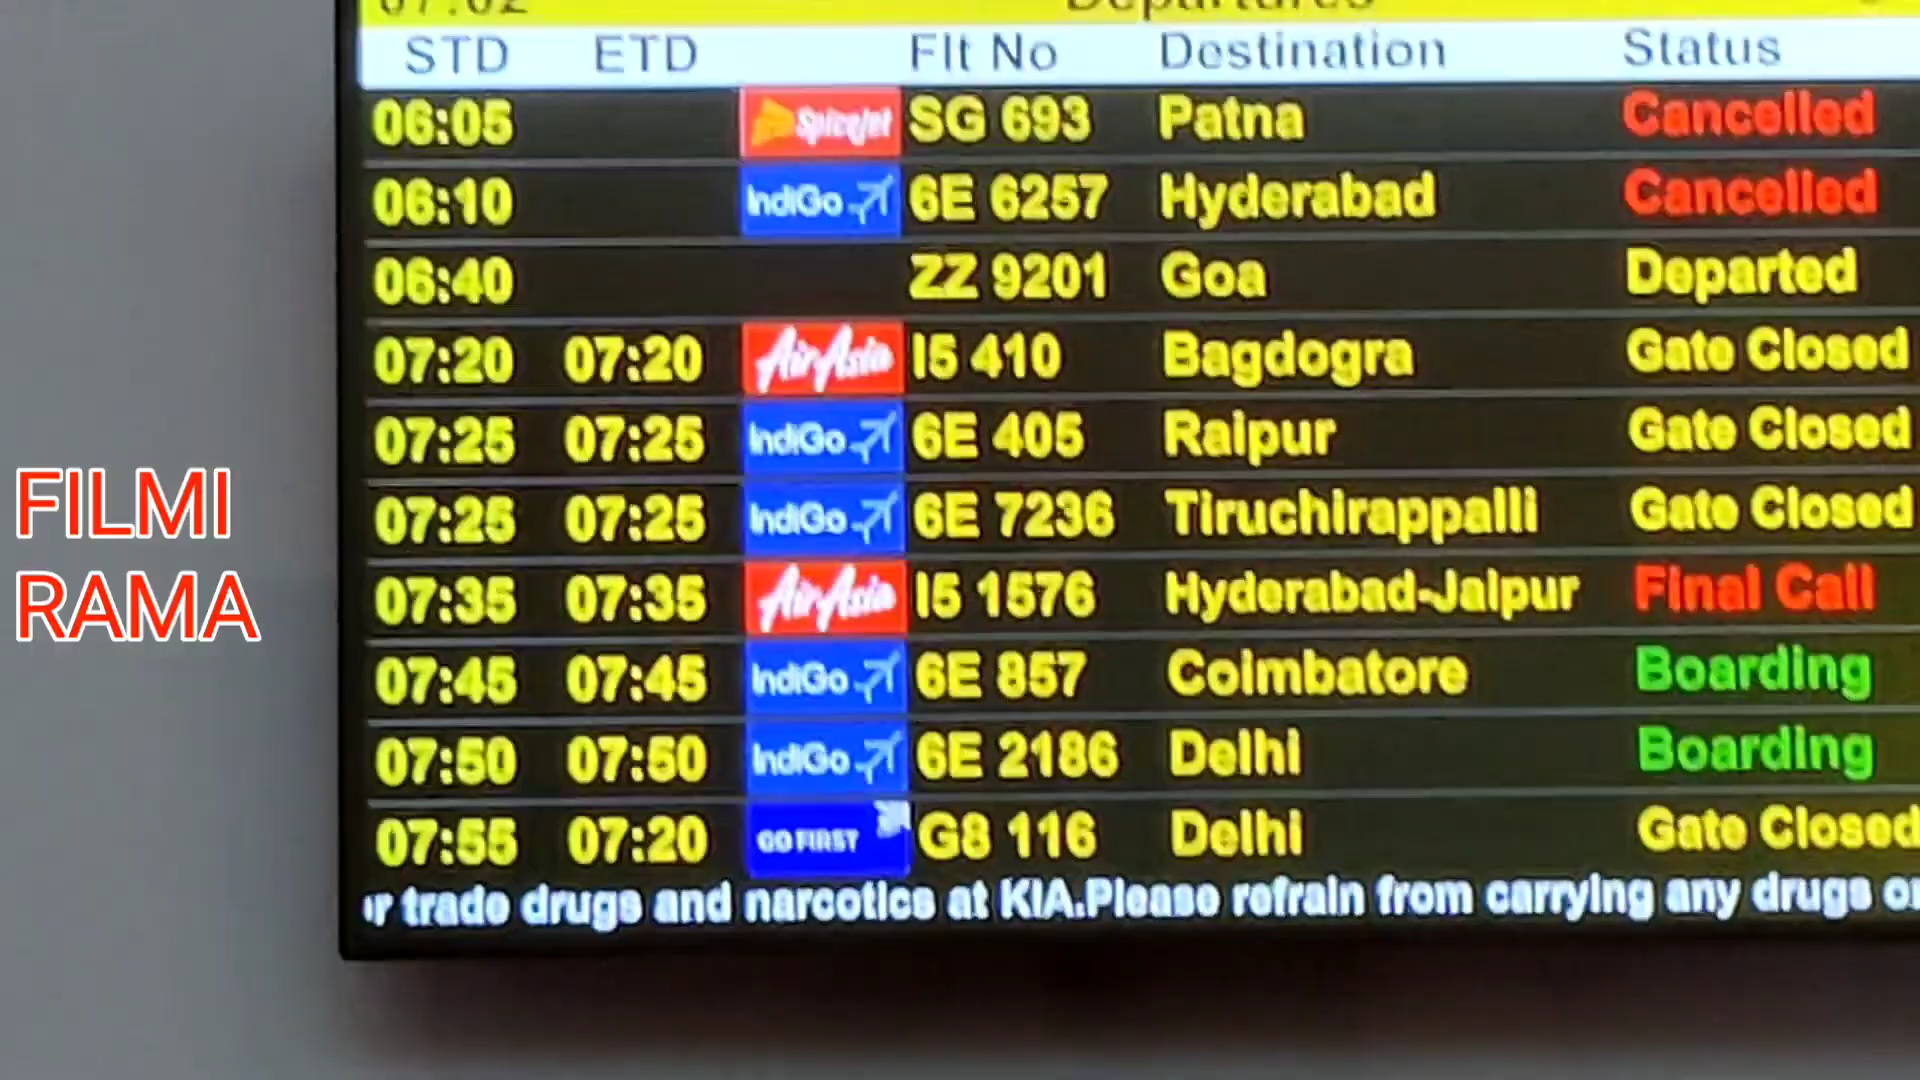 07:02 Departures
STD ETD Flt No Destination Status
06:05 SpiceJet SG 693 Patna Cancelled
06:10 IndiGo 6E 6257 Hyderabad Cancelled
06:40 ZZ 9201 Goa Departed
07:20 07:20 AirAsia I5 410 Bagdogra Gate Closed
07:25 07:25 IndiGo 6E 405 Raipur Gate Closed
07:25 07:25 IndiGo 6E 7236 Tiruchirappalli Gate Closed
07:35 07:35 AirAsia I5 1576 Hyderabad-Jaipur Final Call
07:45 07:45 IndiGo 6E 857 Coimbatore Boarding
07:50 07:50 IndiGo 6E 2186 Delhi Boarding
07:55 07:20 GO FIRST G8 116 Delhi Gate Closed
r trade drugs and narcotics at KIA.Please refrain from carrying any drugs or
FILMI
RAMA